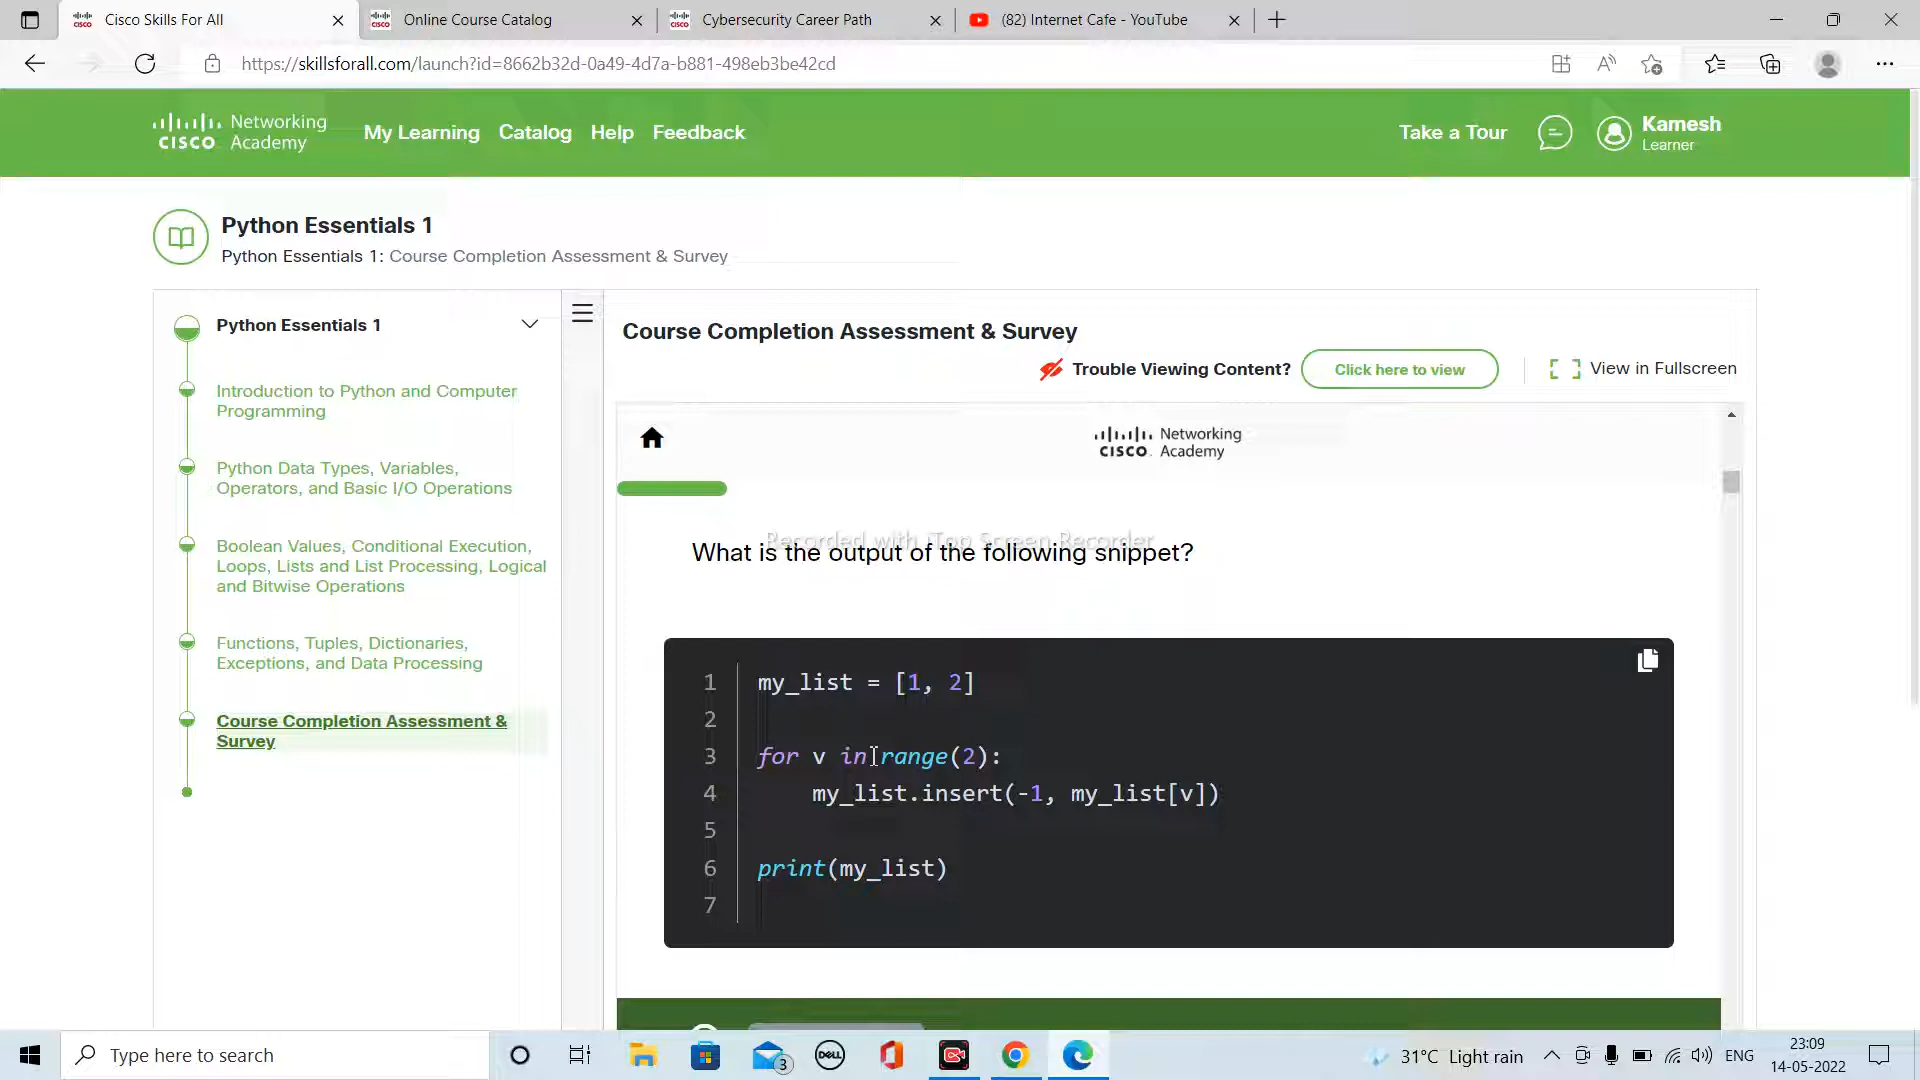 Cisco Skills For All
Online Course Catalog
Cybersecurity Career Path
(82) Internet Cafe - YouTube
https://skillsforall.com/launch?id=8662b32d-0a49-4d7a-b881-498eb3be42cd
CISCO Networking Academy
My Learning Catalog Help Feedback
Take a Tour
Kamesh
Learner
Python Essentials 1
Python Essentials 1: Course Completion Assessment & Survey
Python Essentials 1
Introduction to Python and Computer
Programming
Python Data Types, Variables,
Operators, and Basic I/O Operations
Boolean Values, Conditional Execution,
Loops, Lists and List Processing, Logical
and Bitwise Operations
Functions, Tuples, Dictionaries,
Exceptions, and Data Processing
Course Completion Assessment &
Survey
Course Completion Assessment & Survey
Trouble Viewing Content? Click here to view View in Fullscreen
CISCO Networking Academy
Recorded with iTop Screen Recorder
What is the output of the following snippet?
1 my_list = [1, 2]
2
3 for v in range(2):
4     my_list.insert(-1, my_list[v])
5
6 print(my_list)
7
Type here to search
3
DELL
31°C Light rain
ENG
23:09
14-05-2022